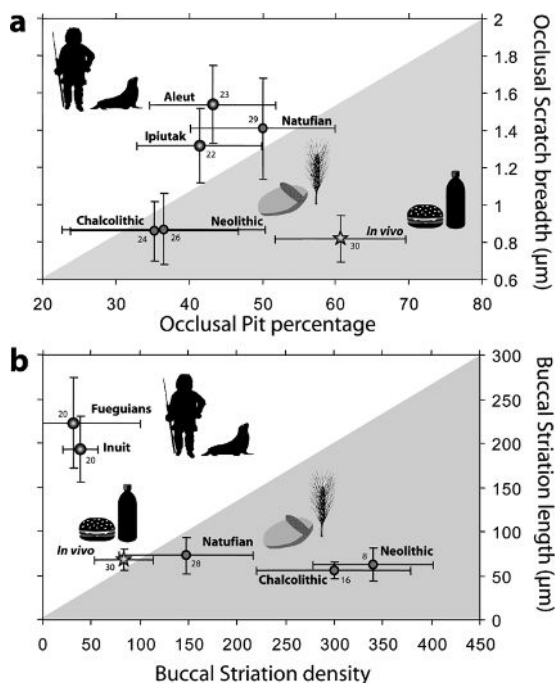 a
2
Occlusal Scratch breadth (µm)
1.8
1.6
1.4
1.2
1
0.8
0.6
Aleut
23
Natufian
29
Ipiutak
22
Chalcolithic
24
26
Neolithic
In vivo
30
20 30 40 50 60 70 80
Occlusal Pit percentage
b
300
Buccal Striation length (µm)
250
200
150
100
50
0
20
Fueguians
Inuit
20
In vivo
30
Natufian
28
8
Neolithic
Chalcolithic
16
0 50 100 150 200 250 300 350 400 450
Buccal Striation density